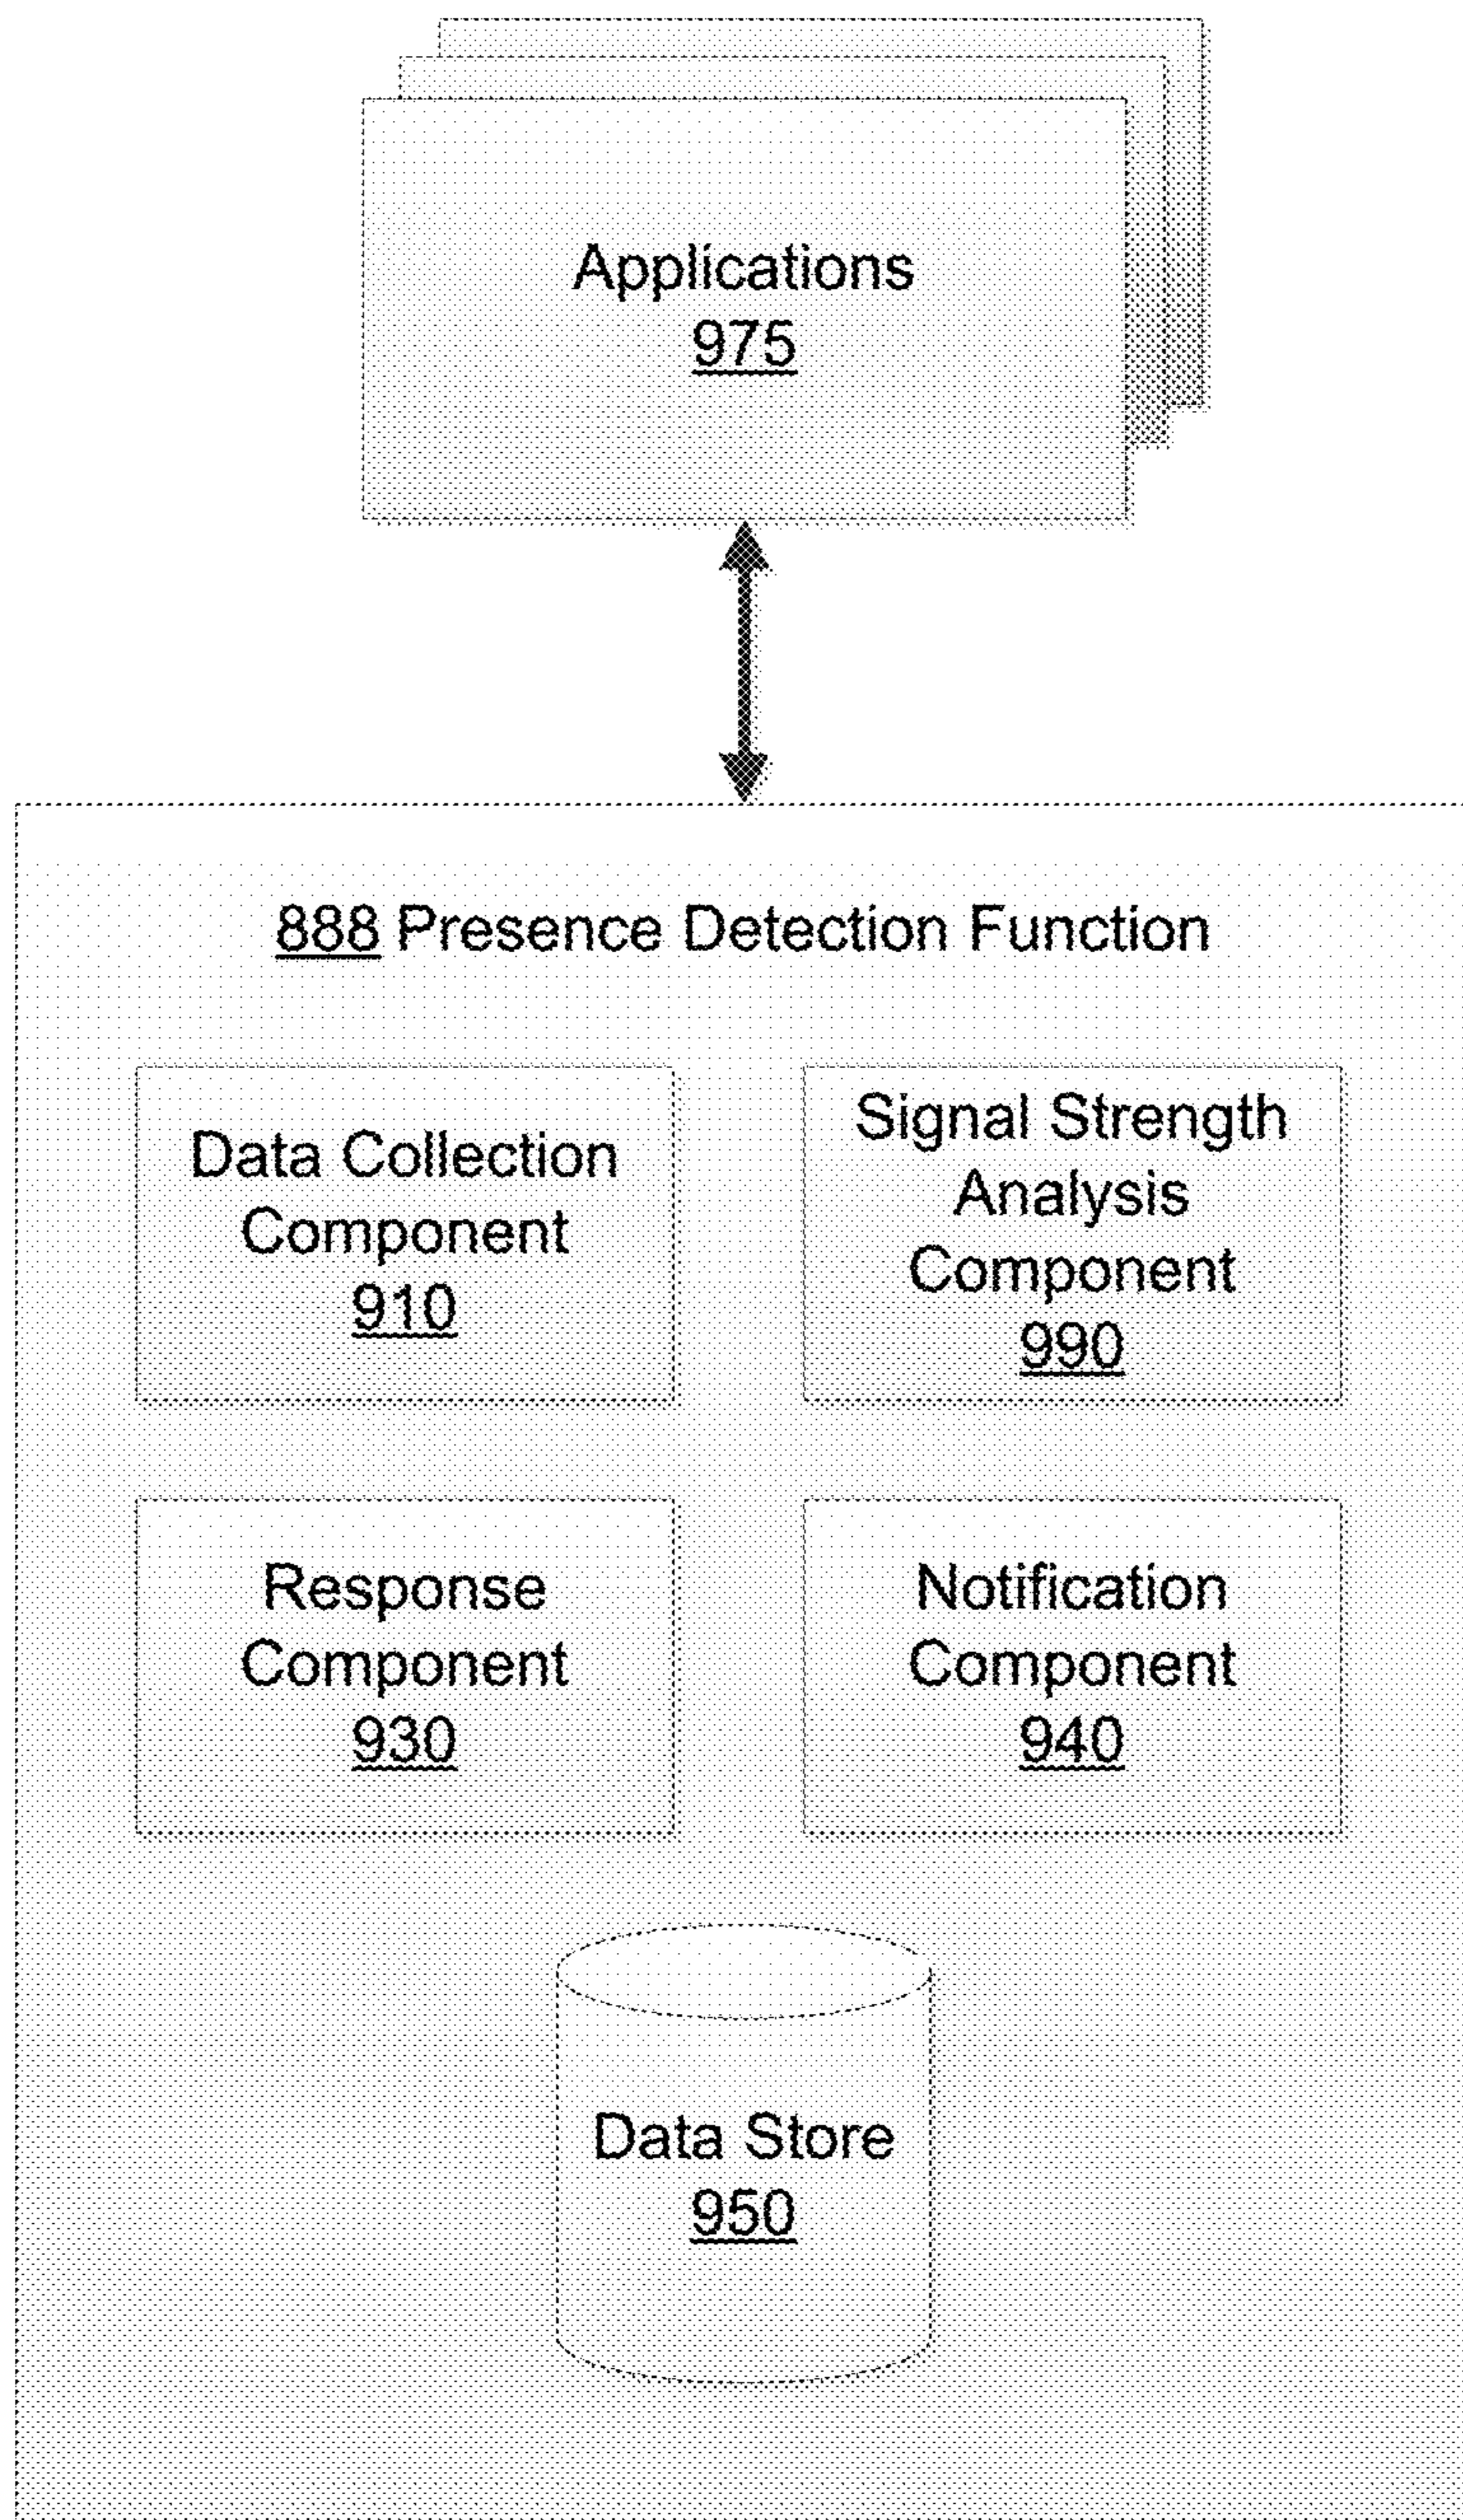 Applications
975
888 Presence Detection Function
Data Collection
Component
910
Signal Strength
Analysis
Component
990
Response
Component
930
Notification
Component
940
Data Store
950